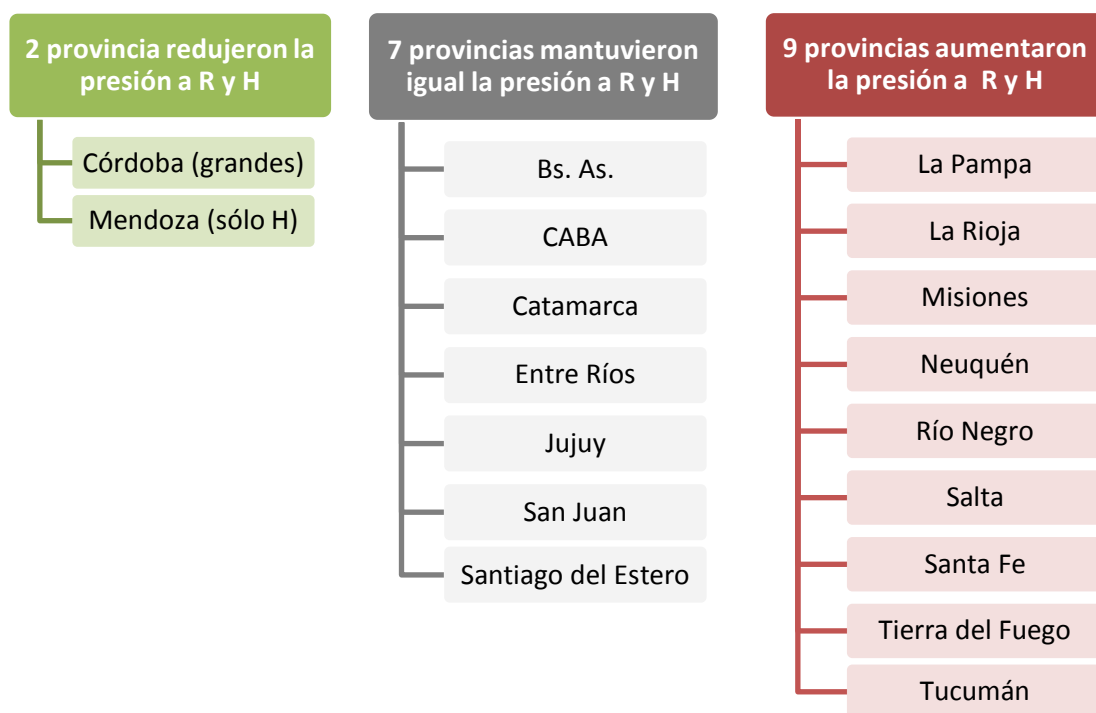 2 provincia redujeron la
presión a R y H
Córdoba (grandes)
Mendoza (sólo H)
7 provincias mantuvieron
igual la presión a R y H
Bs. As.
CABA
Catamarca
Entre Ríos
Jujuy
San Juan
Santiago del Estero
9 provincias aumentaron
la presión a R y H
La Pampa
La Rioja
Misiones
Neuquén
Río Negro
Salta
Santa Fe
Tierra del Fuego
Tucumán